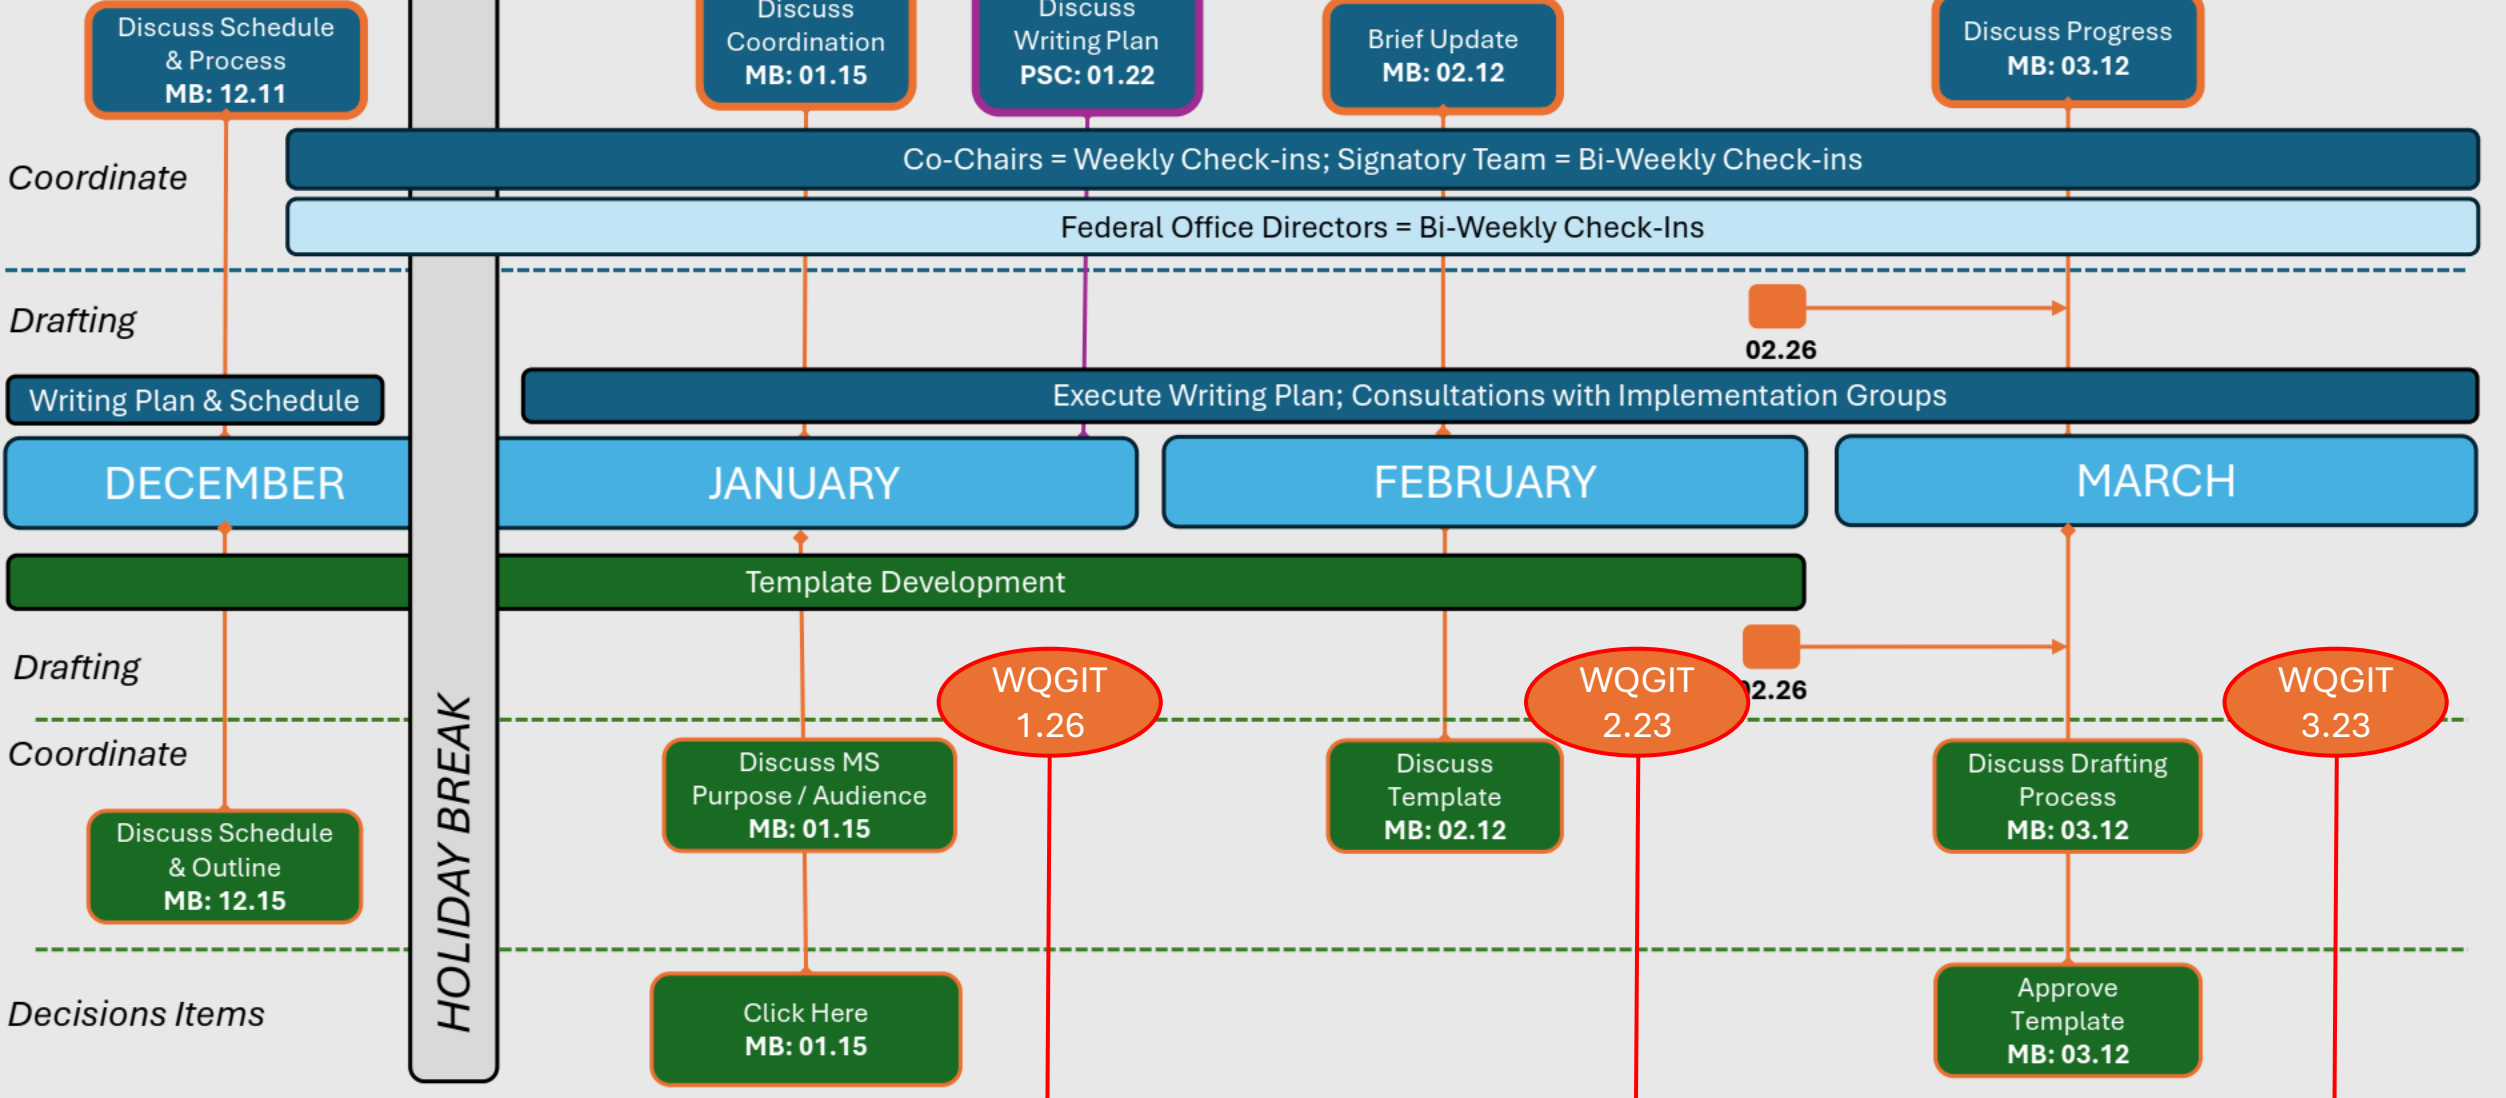 Discuss Schedule
& Process
MB: 12.11
Discuss
Coordination
MB: 01.15
Discuss
Writing Plan
PSC: 01.22
Brief Update
MB: 02.12
Discuss Progress
MB: 03.12
Coordinate
Co-Chairs = Weekly Check-ins; Signatory Team = Bi-Weekly Check-ins
Federal Office Directors = Bi-Weekly Check-Ins
Drafting
02.26
Writing Plan & Schedule
Execute Writing Plan; Consultations with Implementation Groups
DECEMBER
JANUARY
FEBRUARY
MARCH
Template Development
Drafting
02.26
WQGIT
1.26
WQGIT
2.23
WQGIT
3.23
Coordinate
Discuss Schedule
& Outline
MB: 12.15
HOLIDAY BREAK
Discuss MS
Purpose / Audience
MB: 01.15
Discuss
Template
MB: 02.12
Discuss Drafting
Process
MB: 03.12
Decisions Items
Click Here
MB: 01.15
Approve
Template
MB: 03.12